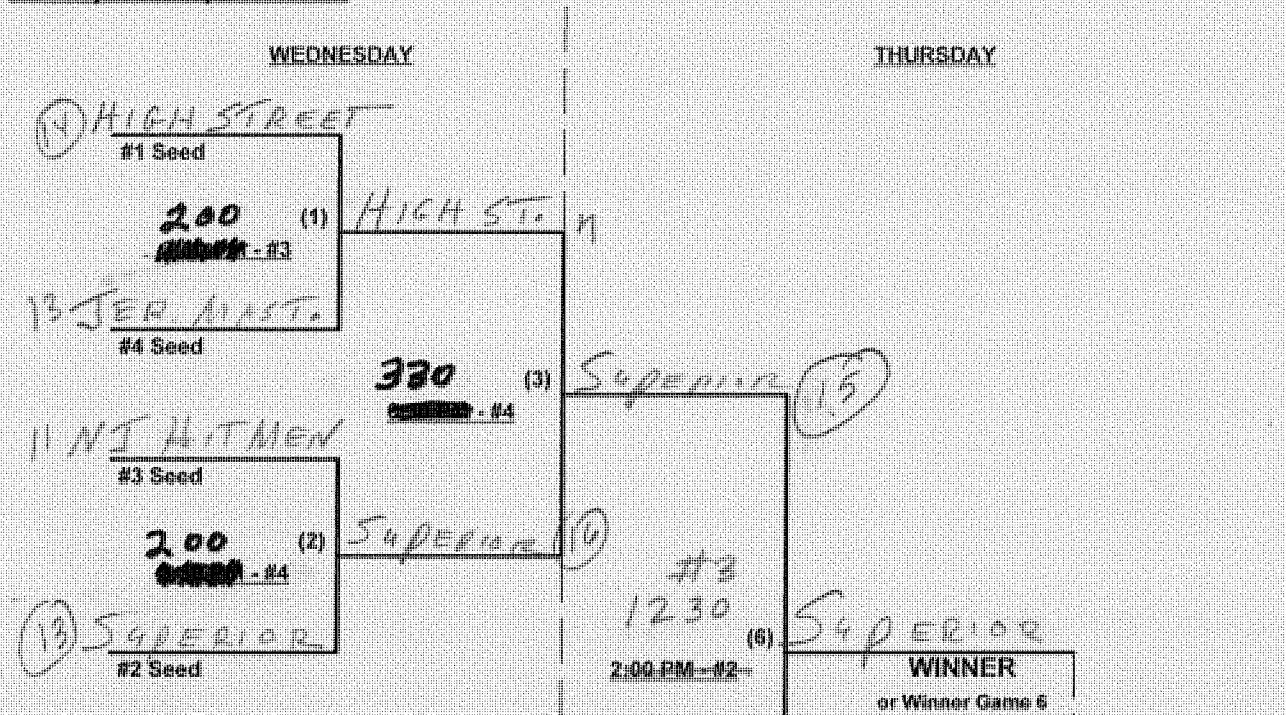 WEDNESDAY
THURSDAY
14 HIGH STREET
#1 Seed
200 (1)
- #3
HIGH ST.
13 JER
#4 Seed
330 (3)
- #4
SUPERIOR 15
11 NJ HITMEN
#3 Seed
200 (2)
- #4
SUPERIOR 16
13 SUPERIOR
#2 Seed
#3
1230
(6)
2:00 PM - #2
SUPERIOR
WINNER
or Winner Game 6